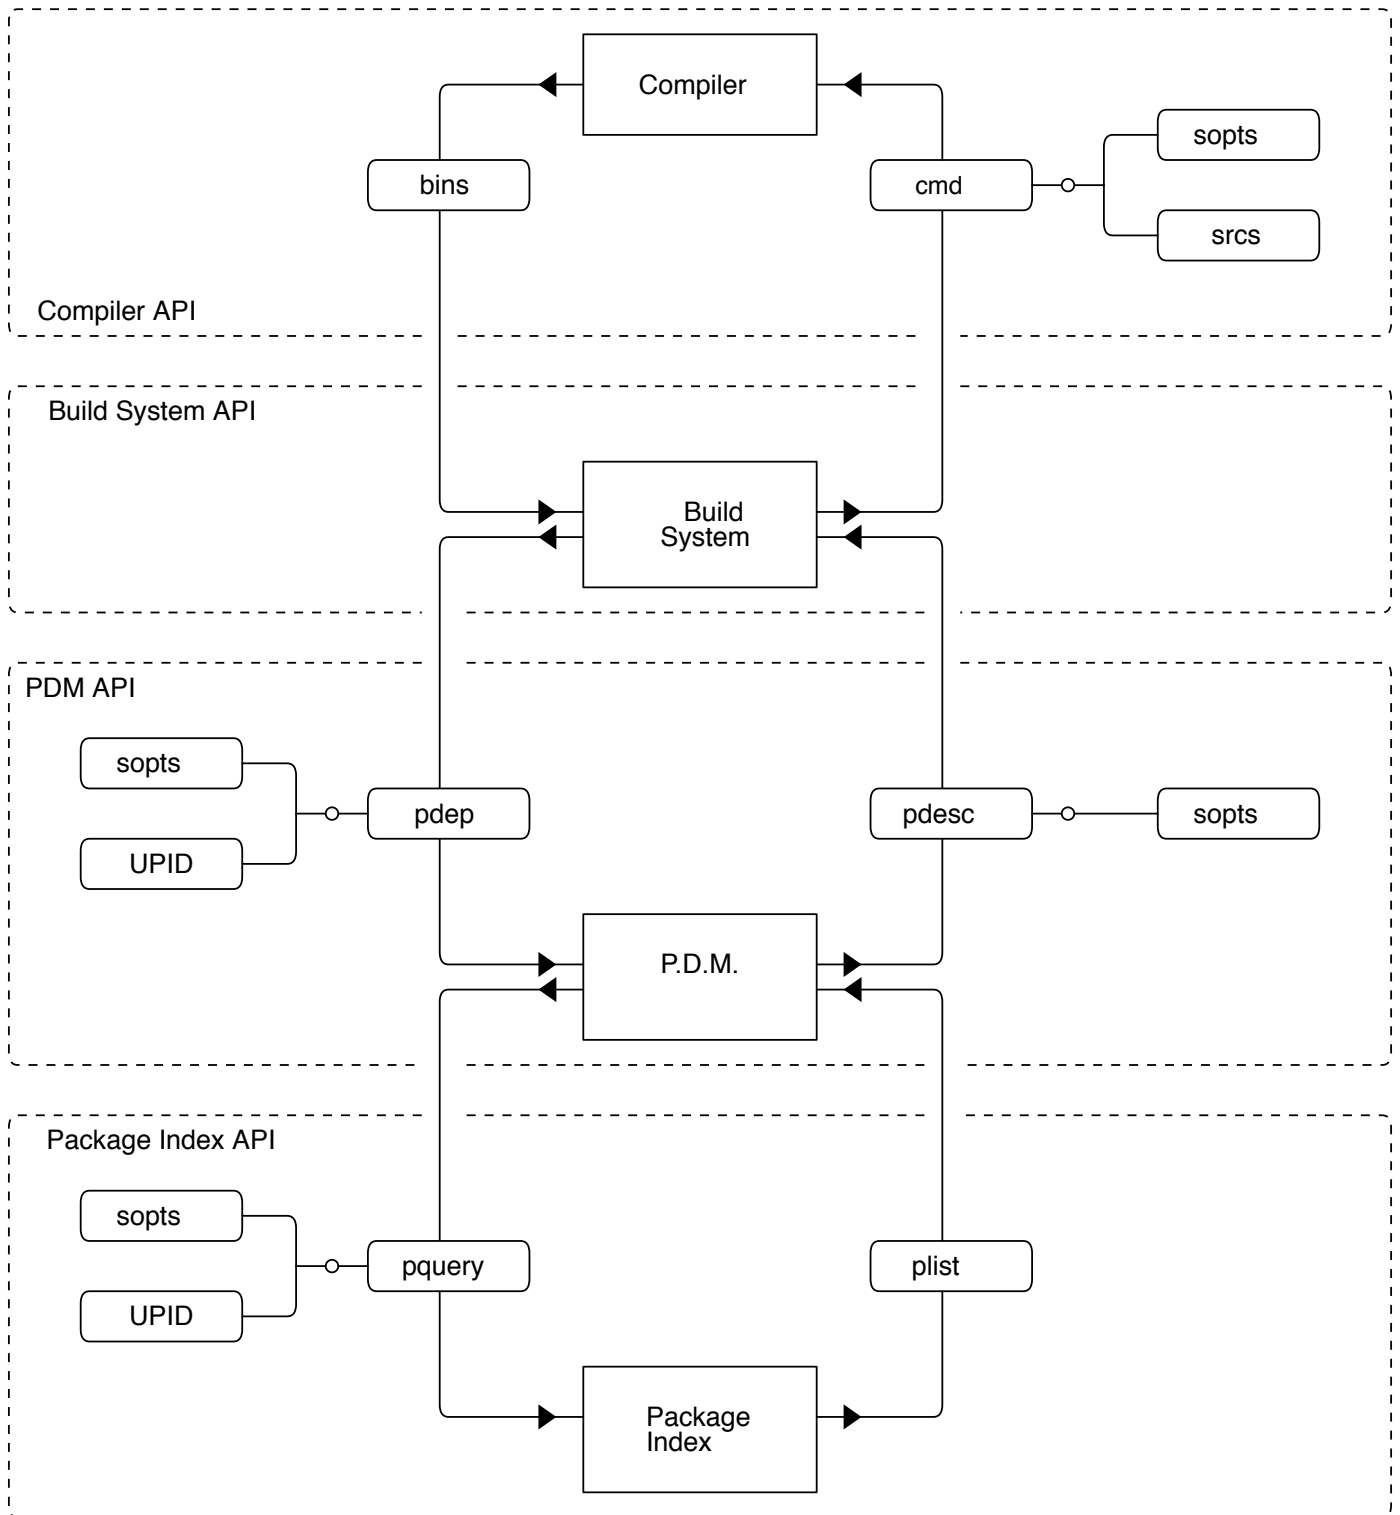 Compiler
sopts
bins
cmd
srcs
Compiler API
Build System API
Build
System
PDM API
sopts
pdep
pdesc
sopts
UPID
P.D.M.
Package Index API
sopts
pquery
plist
UPID
Package
Index